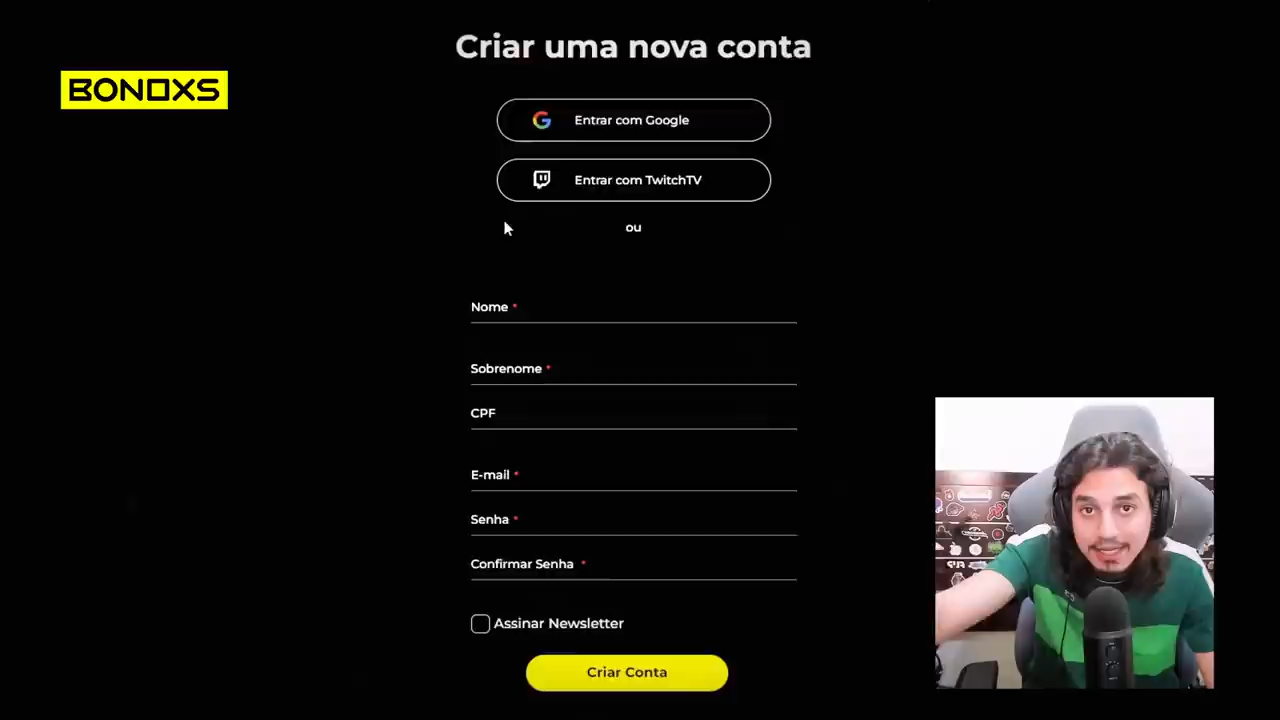 Criar uma nova conta
BONOXS
Entrar com Google
Entrar com TwitchTV
ou
Nome *
Sobrenome *
CPF
E-mail *
Senha *
Confirmar Senha *
Assinar Newsletter
Criar Conta